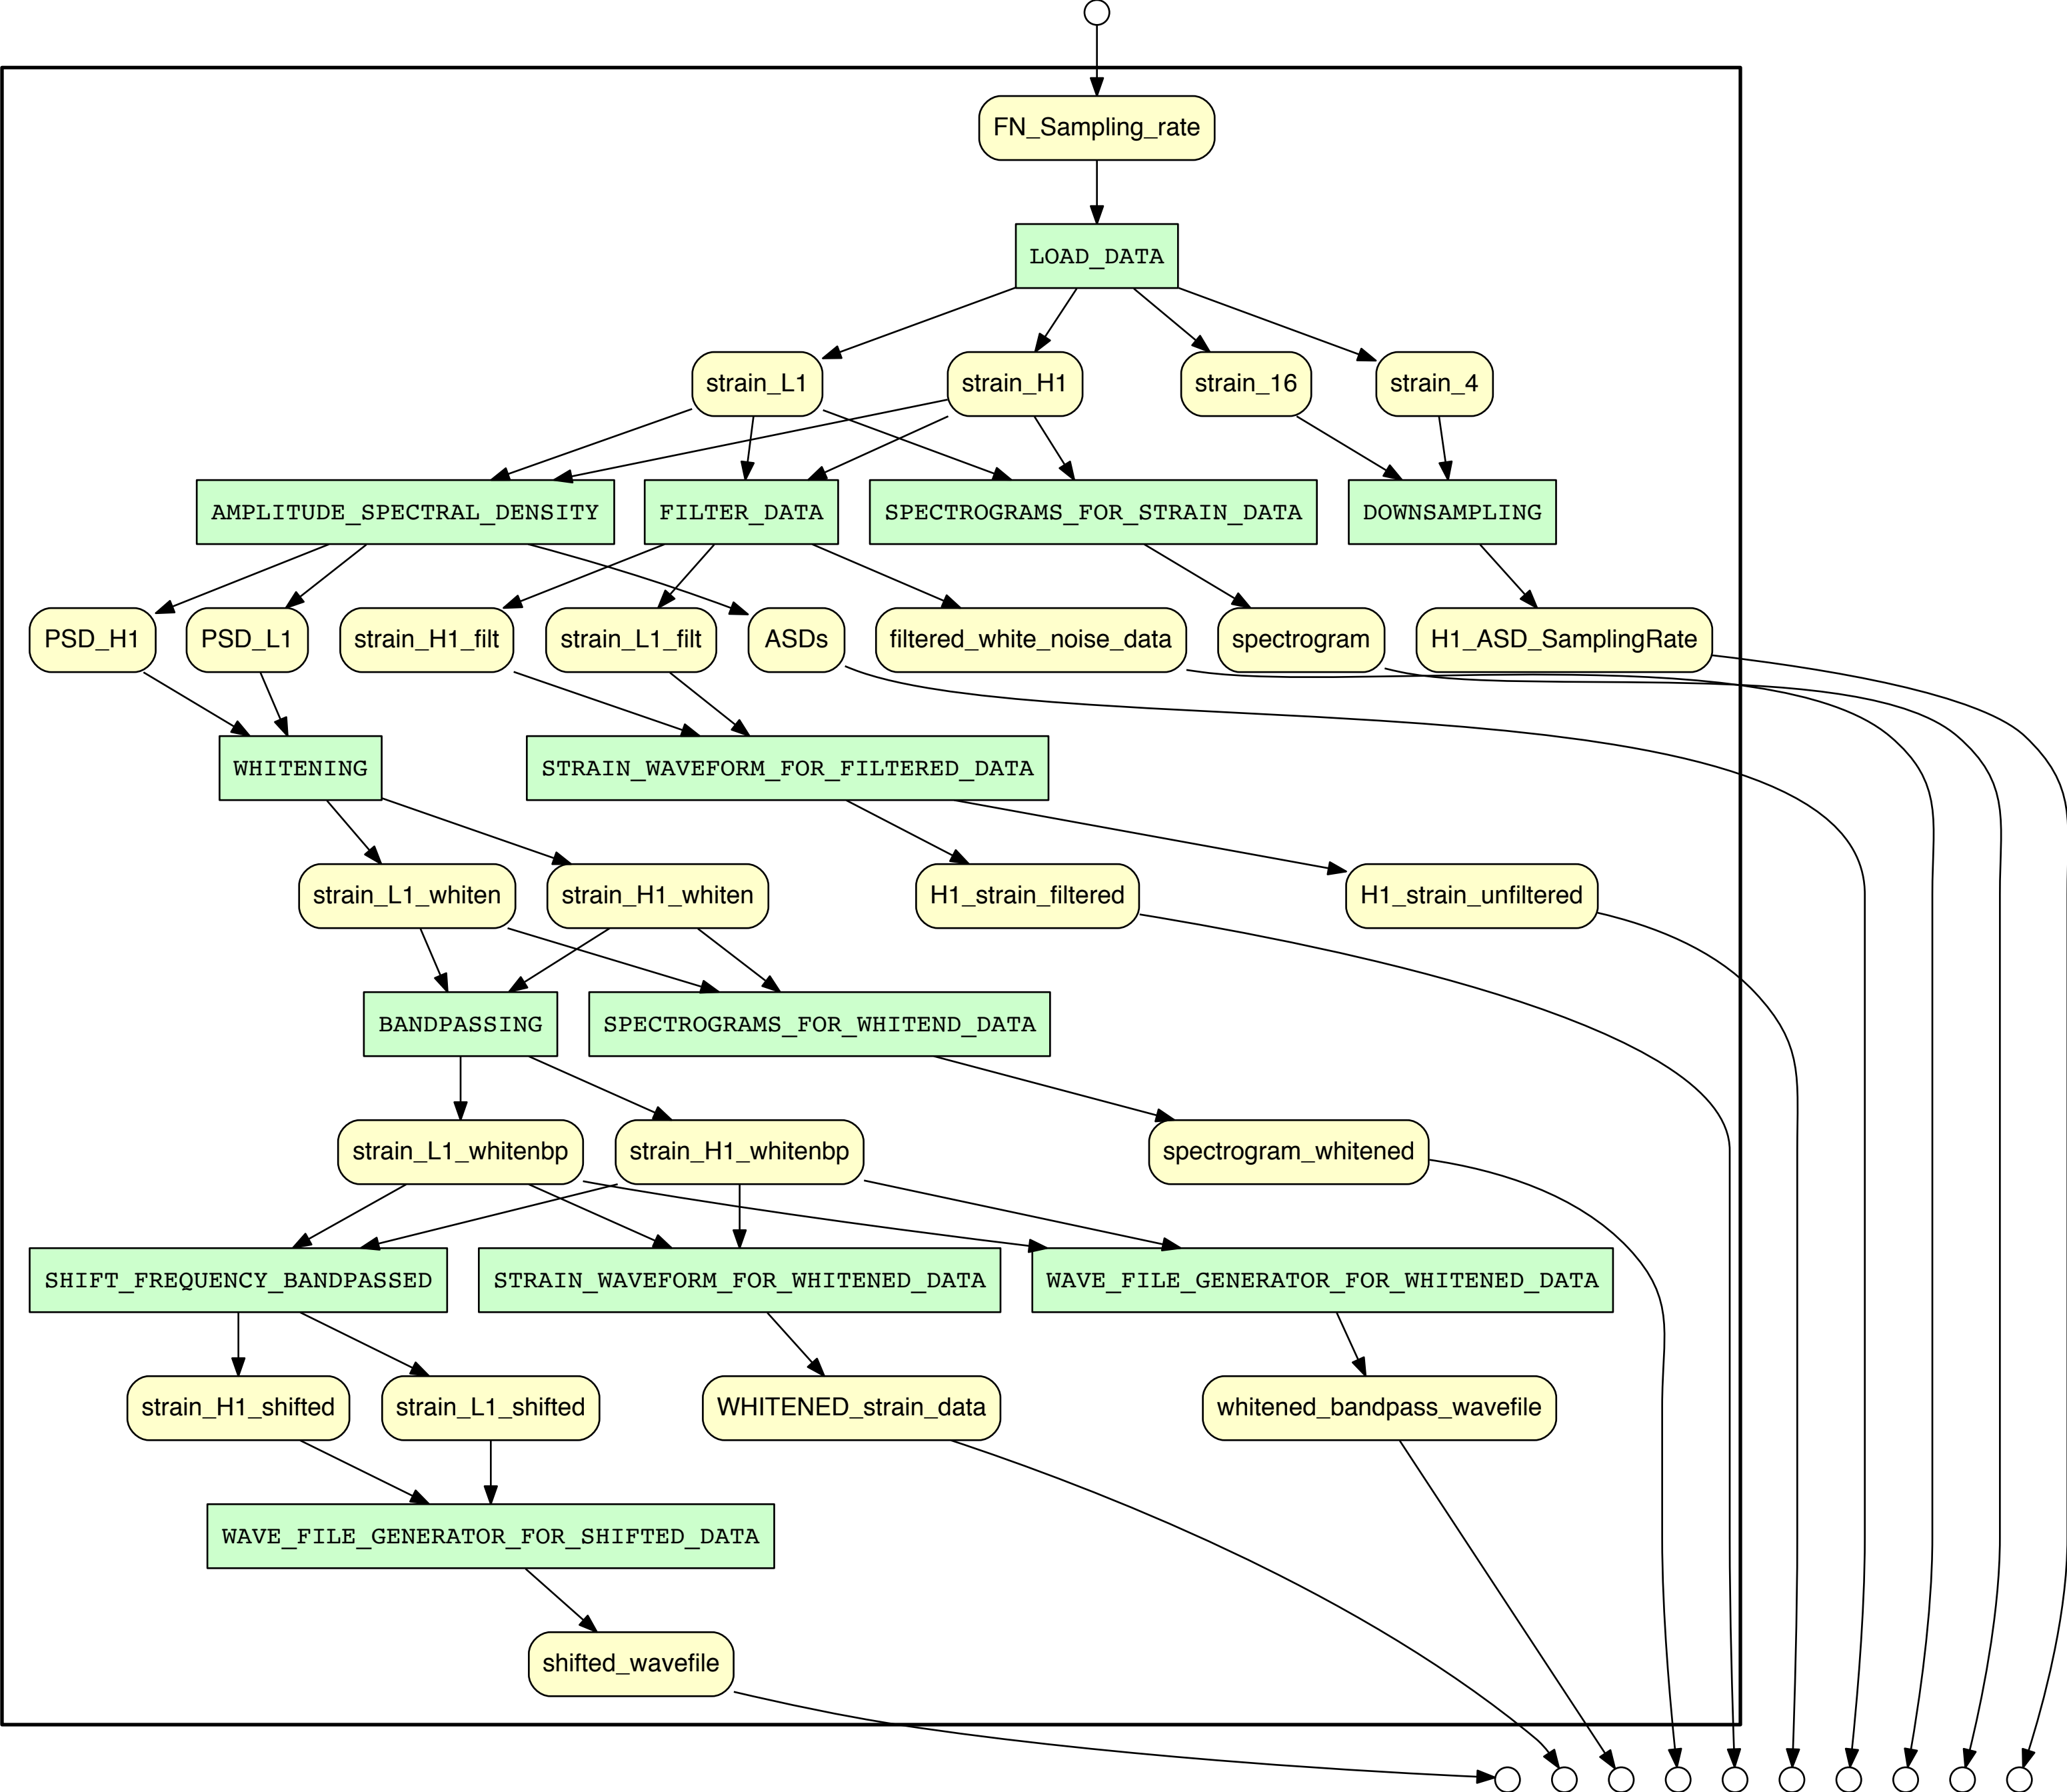 FN_Sampling_rate
LOAD_DATA
strain_L1
strain_H1
strain_16
strain_4
AMPLITUDE_SPECTRAL_DENSITY
FILTER_DATA
SPECTROGRAMS_FOR_STRAIN_DATA
DOWNSAMPLING
PSD_H1
PSD_L1
strain_H1_filt
strain_L1_filt
ASDs
filtered_white_noise_data
spectrogram
H1_ASD_SamplingRate
WHITENING
STRAIN_WAVEFORM_FOR_FILTERED_DATA
strain_L1_whiten
strain_H1_whiten
H1_strain_filtered
H1_strain_unfiltered
BANDPASSING
SPECTROGRAMS_FOR_WHITEND_DATA
strain_L1_whitenbp
strain_H1_whitenbp
spectrogram_whitened
SHIFT_FREQUENCY_BANDPASSED
STRAIN_WAVEFORM_FOR_WHITENED_DATA
WAVE_FILE_GENERATOR_FOR_WHITENED_DATA
strain_H1_shifted
strain_L1_shifted
WHITENED_strain_data
whitened_bandpass_wavefile
WAVE_FILE_GENERATOR_FOR_SHIFTED_DATA
shifted_wavefile